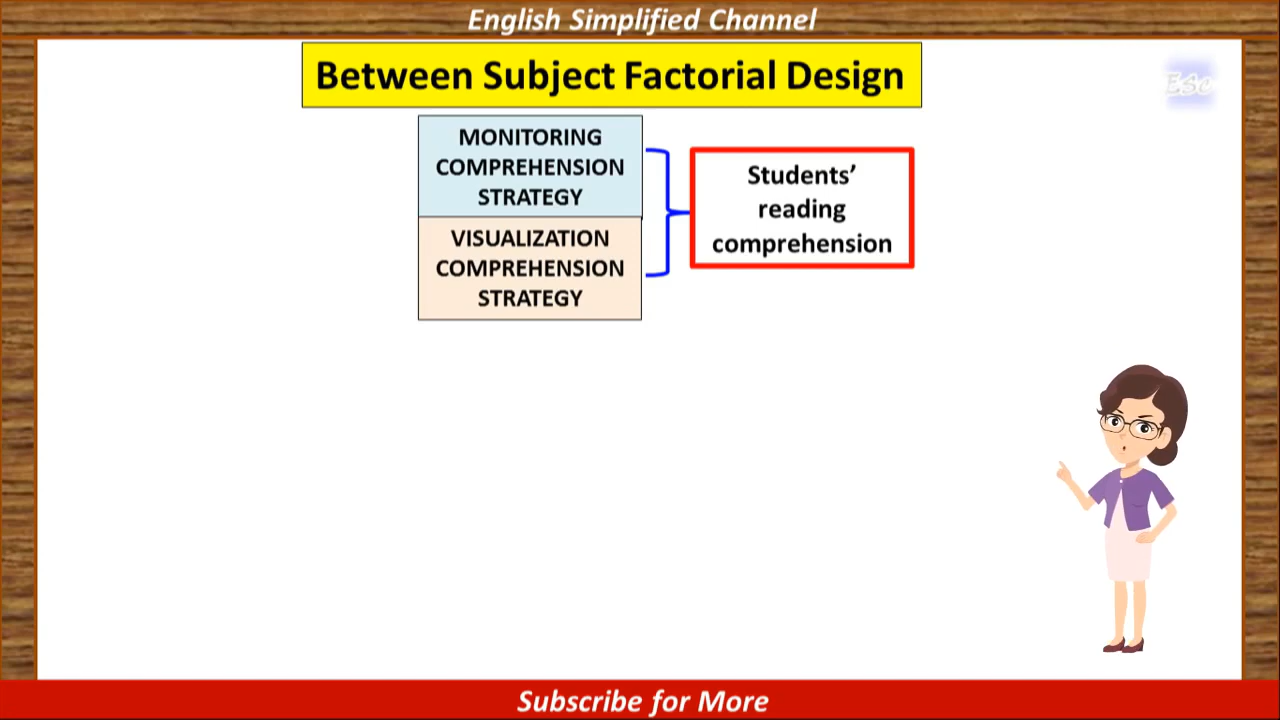 English Simplified Channel
Between Subject Factorial Design
Esc
MONITORING
COMPREHENSION
STRATEGY
VISUALIZATION
COMPREHENSION
STRATEGY
Students’
reading
comprehension
Subscribe for More